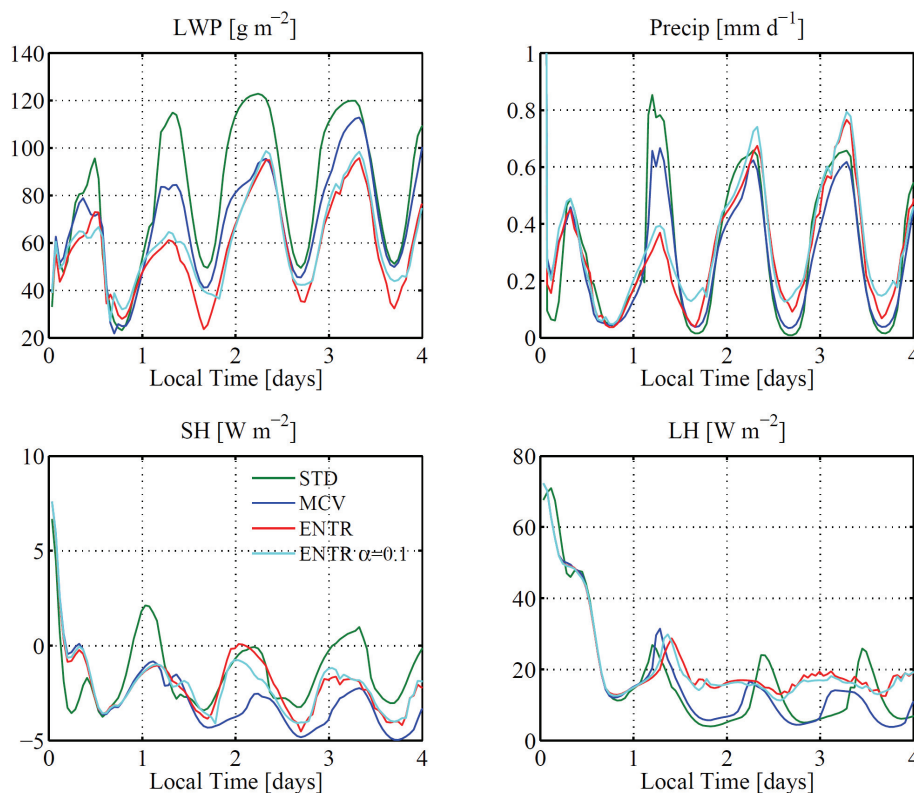 LWP [g m⁻²]
140
120
100
80
60
40
20
0 1 2 3 4
Local Time [days]
Precip [mm d⁻¹]
1
0.8
0.6
0.4
0.2
0
0 1 2 3 4
Local Time [days]
SH [W m⁻²]
10
5
0
−5
STD
MCV
ENTR
ENTR α=0.1
0 1 2 3 4
Local Time [days]
LH [W m⁻²]
80
60
40
20
0
0 1 2 3 4
Local Time [days]